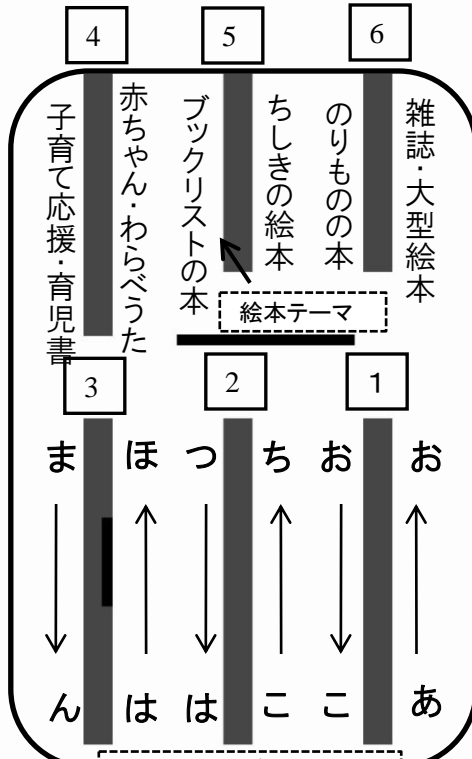 4
5
6
雑誌・大型絵本
のりものの本
ちしきの絵本
ブックリストの本
赤ちゃん・わらべうた
子育て応援・育児書
絵本テーマ
3
2
1
ま ほ つ ち お お
ん は は こ こ あ